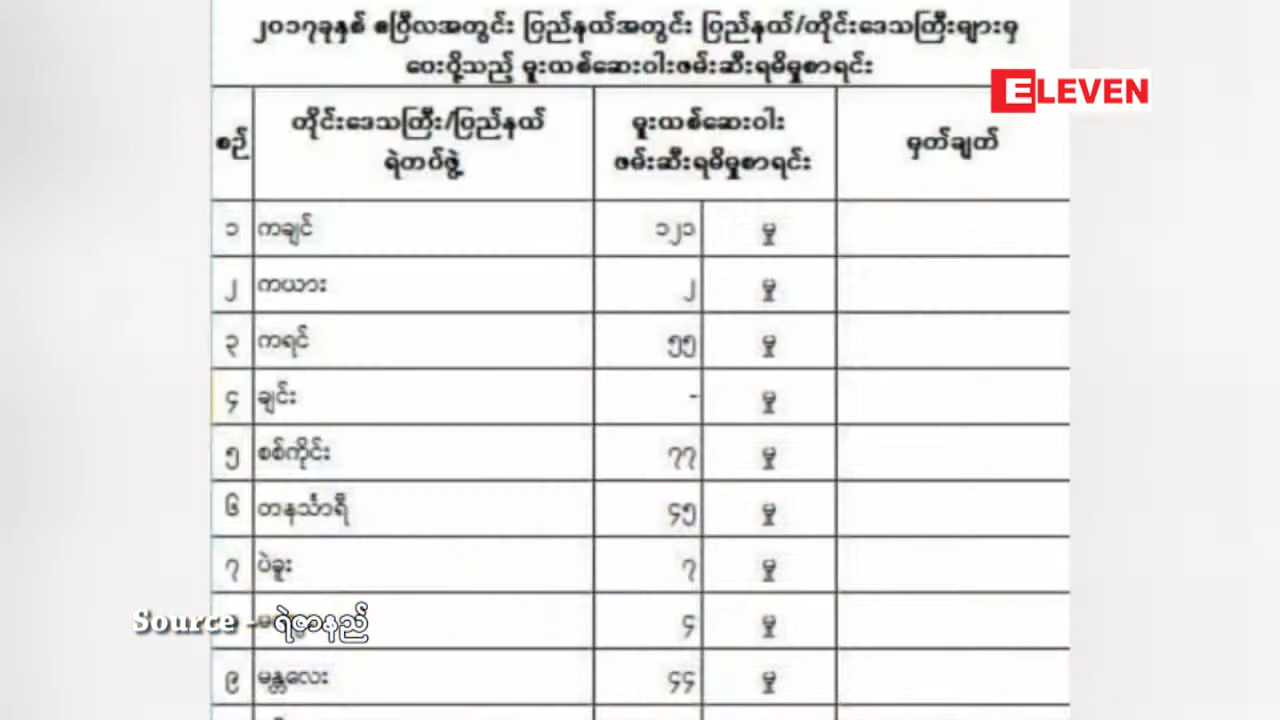 ၂၀၁၇ခုနှစ် ဧပြီလအတွင်း ပြည်နယ်အတွင်း ပြည်နယ်/တိုင်းဒေသကြီးများမှ
ပေးပို့သည့် မူးယစ်ဆေးဝါးဖမ်းဆီးရမိမှုစာရင်း
ELEVEN
စဉ် တိုင်းဒေသကြီး/ပြည်နယ် ရဲတပ်ဖွဲ့ မူးယစ်ဆေးဝါး ဖမ်းဆီးရမိမှုစာရင်း မှတ်ချက်
၁ ကချင် ၁၂၁ မှု
၂ ကယား ၂ မှု
၃ ကရင် ၅၅ မှု
၄ ချင်း - မှု
၅ စစ်ကိုင်း ၇၇ မှု
၆ တနင်္သာရီ ၄၅ မှု
၇ ပဲခူး ၇ မှု
၄ မှု
Source - ရဲဇာနည်
၉ မန္တလေး ၄၄ မှု